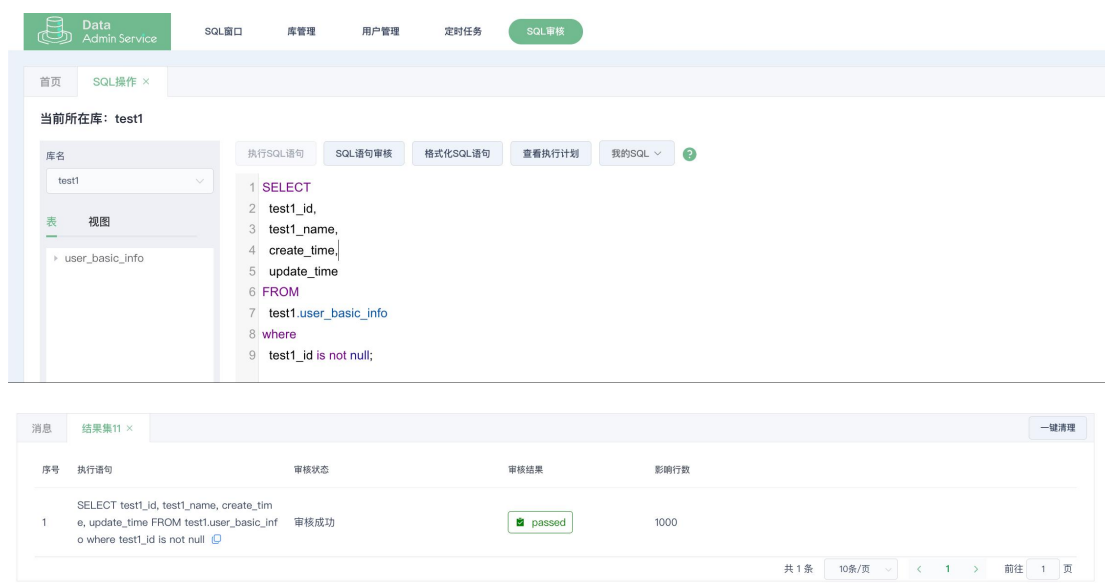 Data
Admin Service
SQL窗口 库管理 用户管理 定时任务 SQL审核
首页 SQL操作 ×
当前所在库：test1
库名
test1
表 视图
user_basic_info
执行SQL语句 SQL语句审核 格式化SQL语句 查看执行计划 我的SQL ?
1 SELECT
2 test1_id,
3 test1_name,
4 create_time,
5 update_time
6 FROM
7 test1.user_basic_info
8 where
9 test1_id is not null;
消息 结果集11 × 一键清理
序号 执行语句 审核状态 审核结果 影响行数
SELECT test1_id, test1_name, create_tim
1 e, update_time FROM test1.user_basic_inf 审核成功 passed 1000
o where test1_id is not null
共 1 条 10条/页 < 1 > 前往 1 页